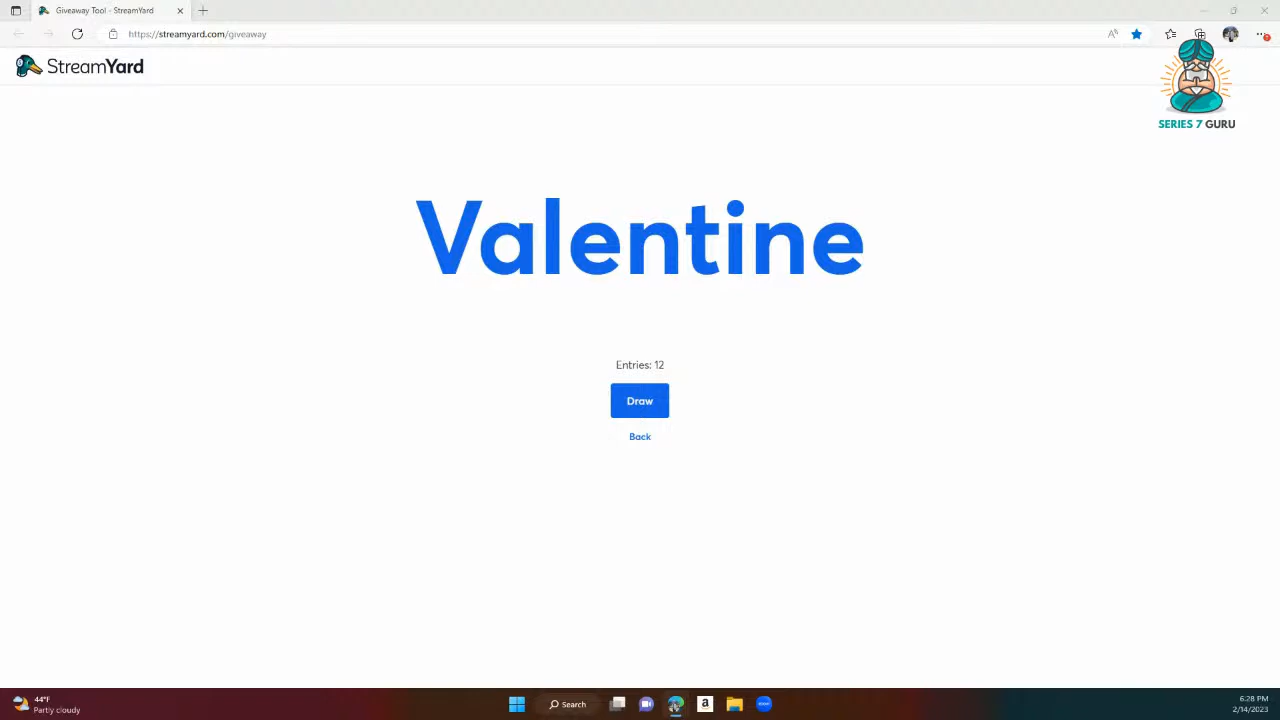 Giveaway Tool - StreamYard
https://streamyard.com/giveaway
StreamYard
SERIES 7 GURU
Valentine
Entries: 12
Draw
Back
44°F
Partly cloudy
Search
6:28 PM
2/14/2023